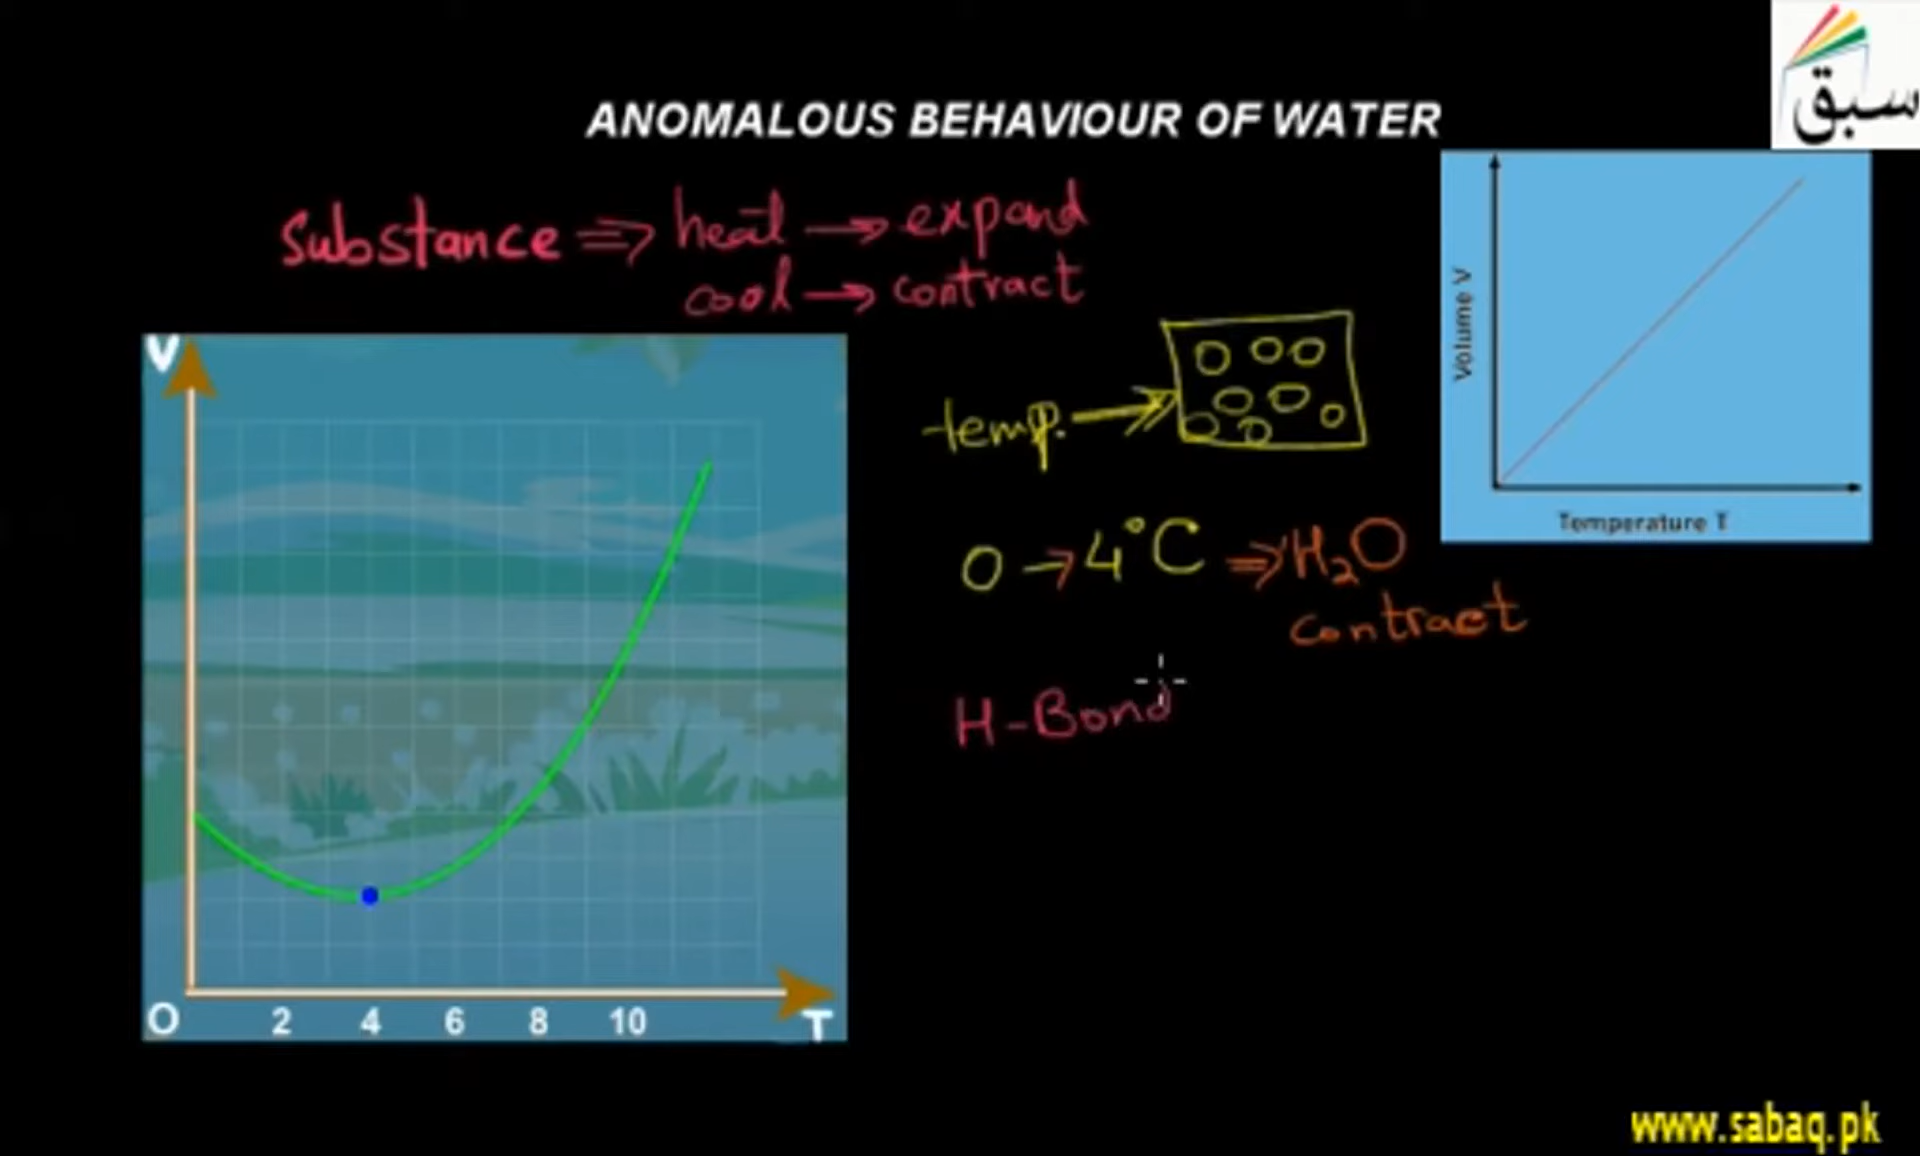 سبق
ANOMALOUS BEHAVIOUR OF WATER
Substance ⇒ heat → expand
cool → contract
V
Volume V
Temperature T
temp. →
0 → 4°C ⇒ H₂O
contract
H-Bond
O 2 4 6 8 10 T
www.sabaq.pk